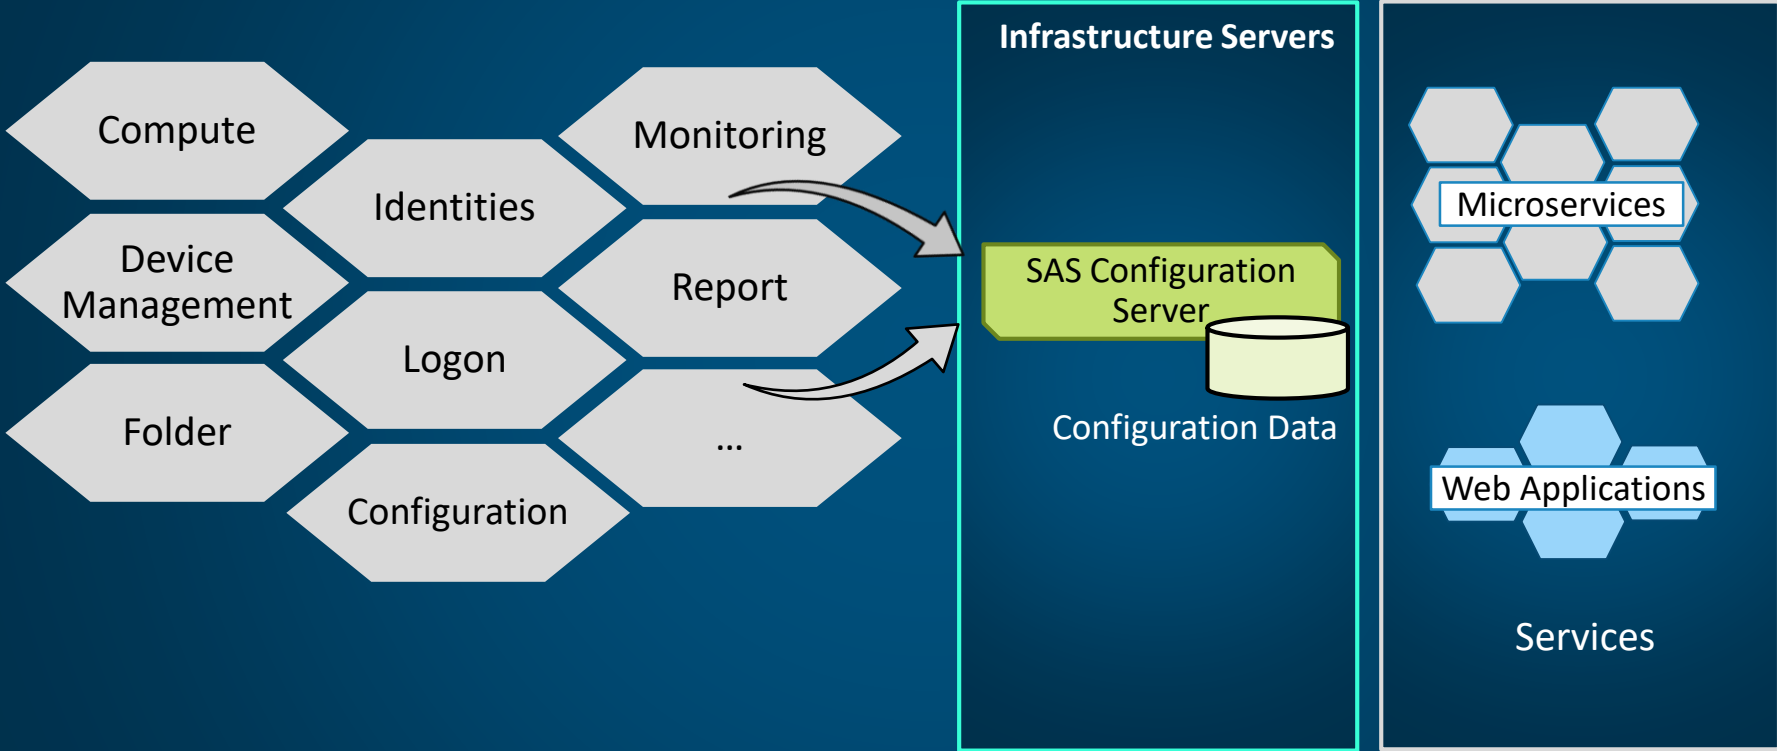 Infrastructure Servers
Compute
Monitoring
Identities
Device
Management
Report
Logon
Folder
...
Configuration
SAS Configuration
Server
Configuration Data
Microservices
Web Applications
Services